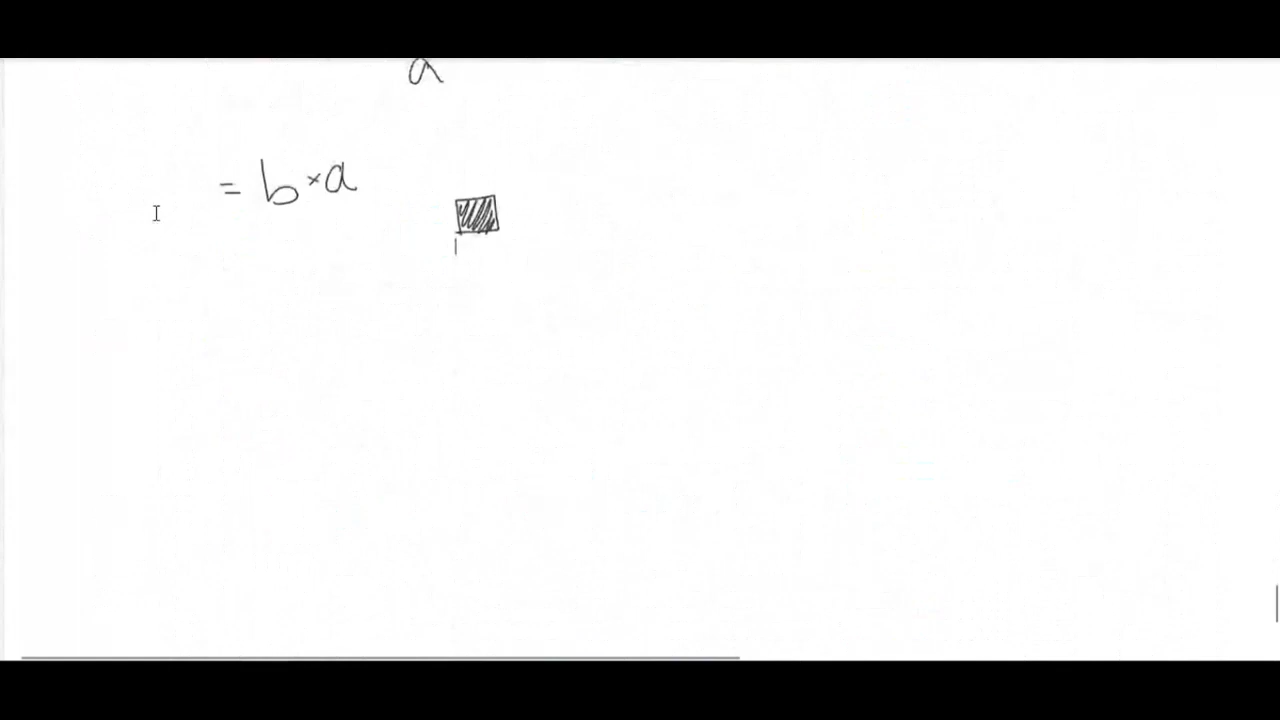 a
= b × a